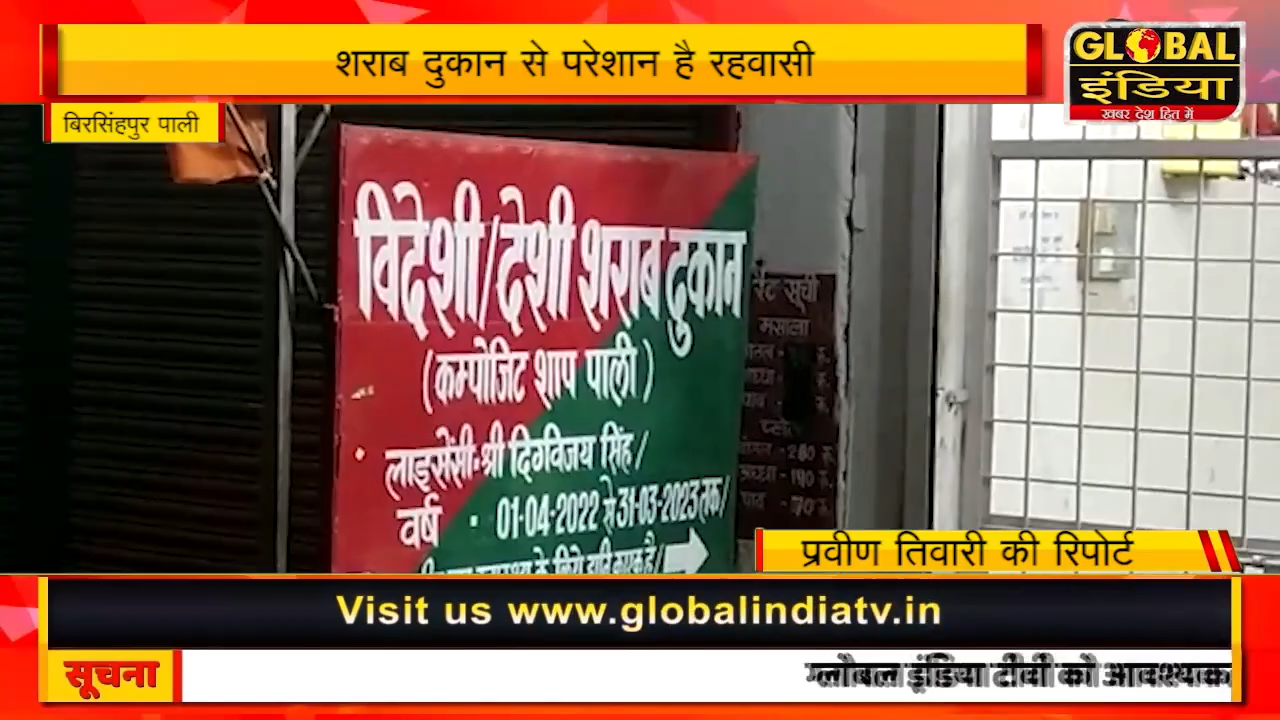 शराब दुकान से परेशान है रहवासी
GLOBAL
इंडिया
खबर देश हित में
बिरसिंहपुर पाली
विदेशी/देशी शराब दुकान
(कम्पोजिट शाप पाली)
लाइसेंसी-श्री दिग्विजय सिंह/
वर्ष - 01-04-2022 से 31-03-2023 तक/
के लिये हानि कारक है/
रेट सूची
मसाला
प्रवीण तिवारी की रिपोर्ट
Visit us www.globalindiatv.in
सूचना
ग्लोबल इंडिया टीवी को आवश्यक